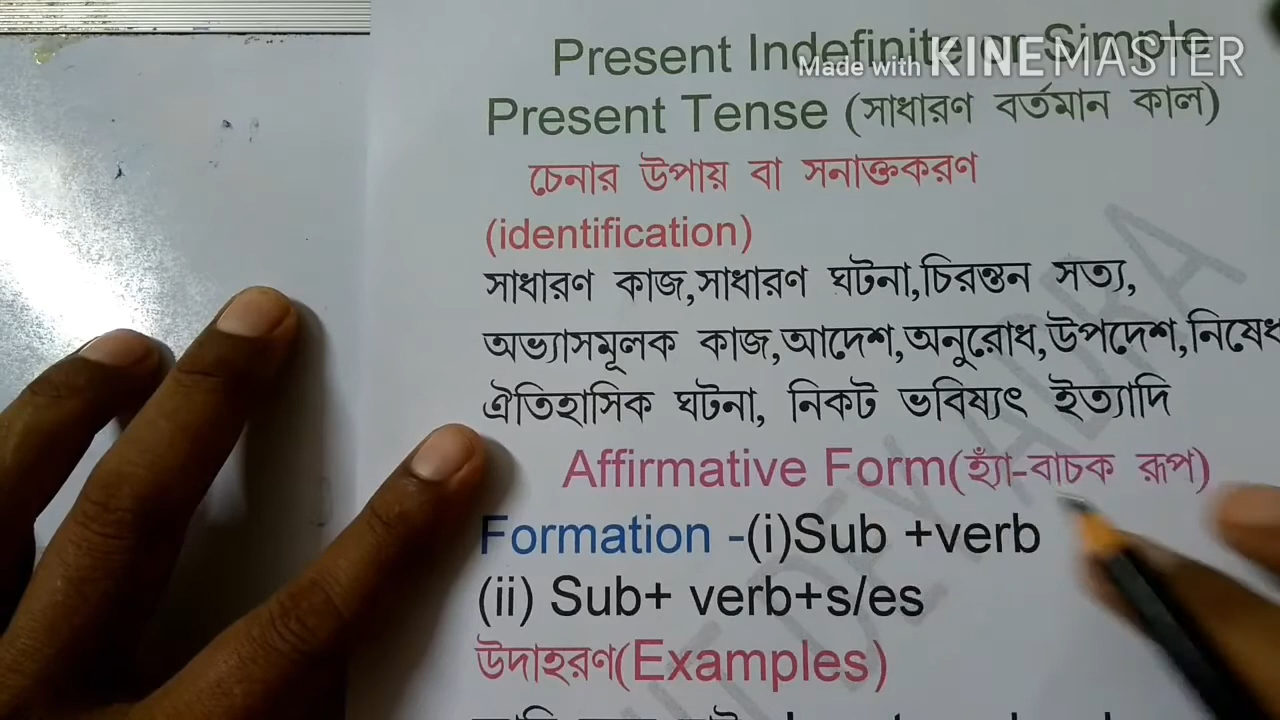 Present Indefinite or Simple
Made with KINEMASTER
Present Tense (সাধারণ বর্তমান কাল)
চেনার উপায় বা সনাক্তকরণ
(identification)
সাধারণ কাজ,সাধারণ ঘটনা,চিরন্তন সত্য,
অভ্যাসমূলক কাজ,আদেশ,অনুরোধ,উপদেশ,নিষেধ
ঐতিহাসিক ঘটনা, নিকট ভবিষ্যৎ ইত্যাদি
Affirmative Form(হ্যাঁ-বাচক রূপ)
Formation -(i)Sub +verb
(ii) Sub+ verb+s/es
উদাহরণ(Examples)